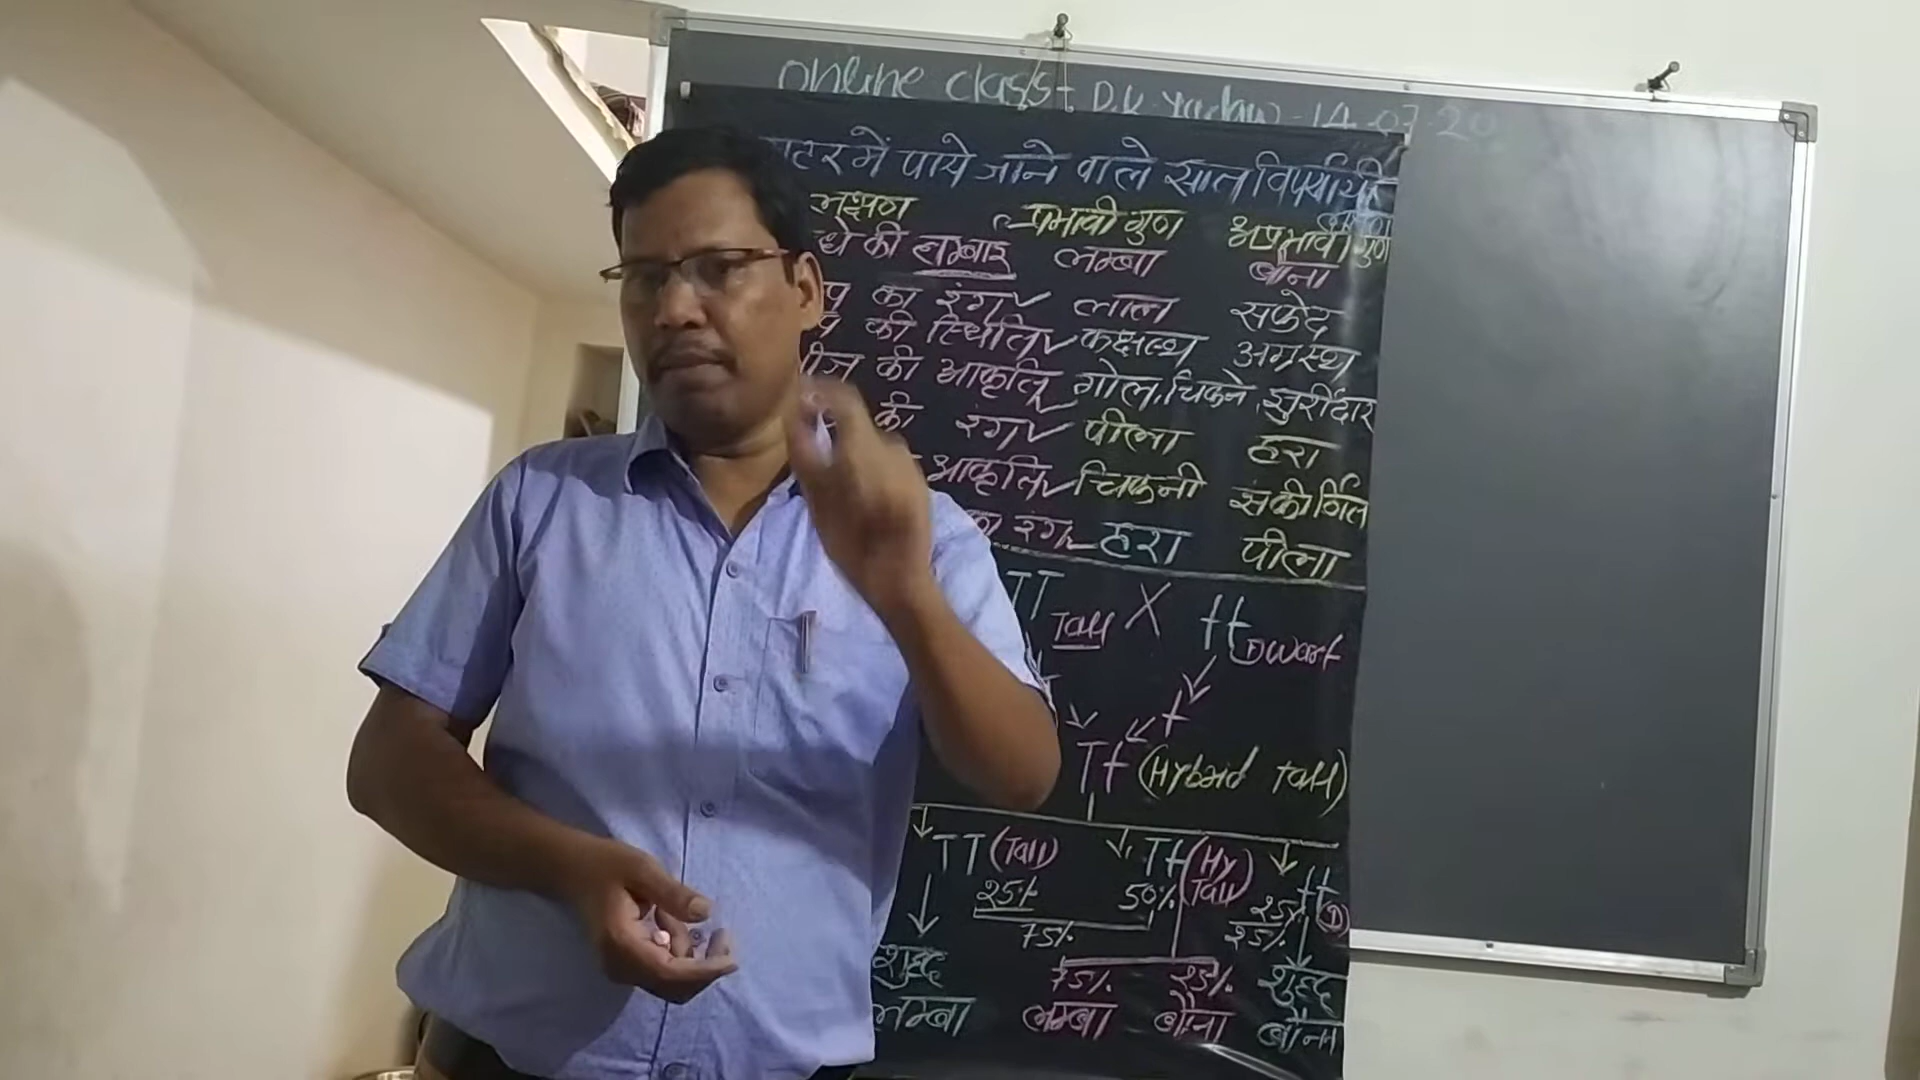 Online class - D.K. Yadav - 14-07-20
मटर में पाये जाने वाले सात विपर्यायी
लक्षण
लक्षण प्रभावी गुण अप्रभावी गुण
की लम्बाई लम्बा बौना
का रंग लाल सफेद
की स्थिति कक्षस्थ अग्रस्थ
बीज की आकृति गोल, चिकने झुर्रीदार
की रंग पीला हरा
आकृति चिकनी संकीर्णित
का रंग हरा पीला
TT Tall X tt Dwarf
t
Tt (Hybrid Tall)
TT (Tall) Tt (Hy Tall) tt (D)
25% 50% 25%
75% 25%
शुद्ध 75% 25% शुद्ध
लम्बा लम्बा बौना बौना